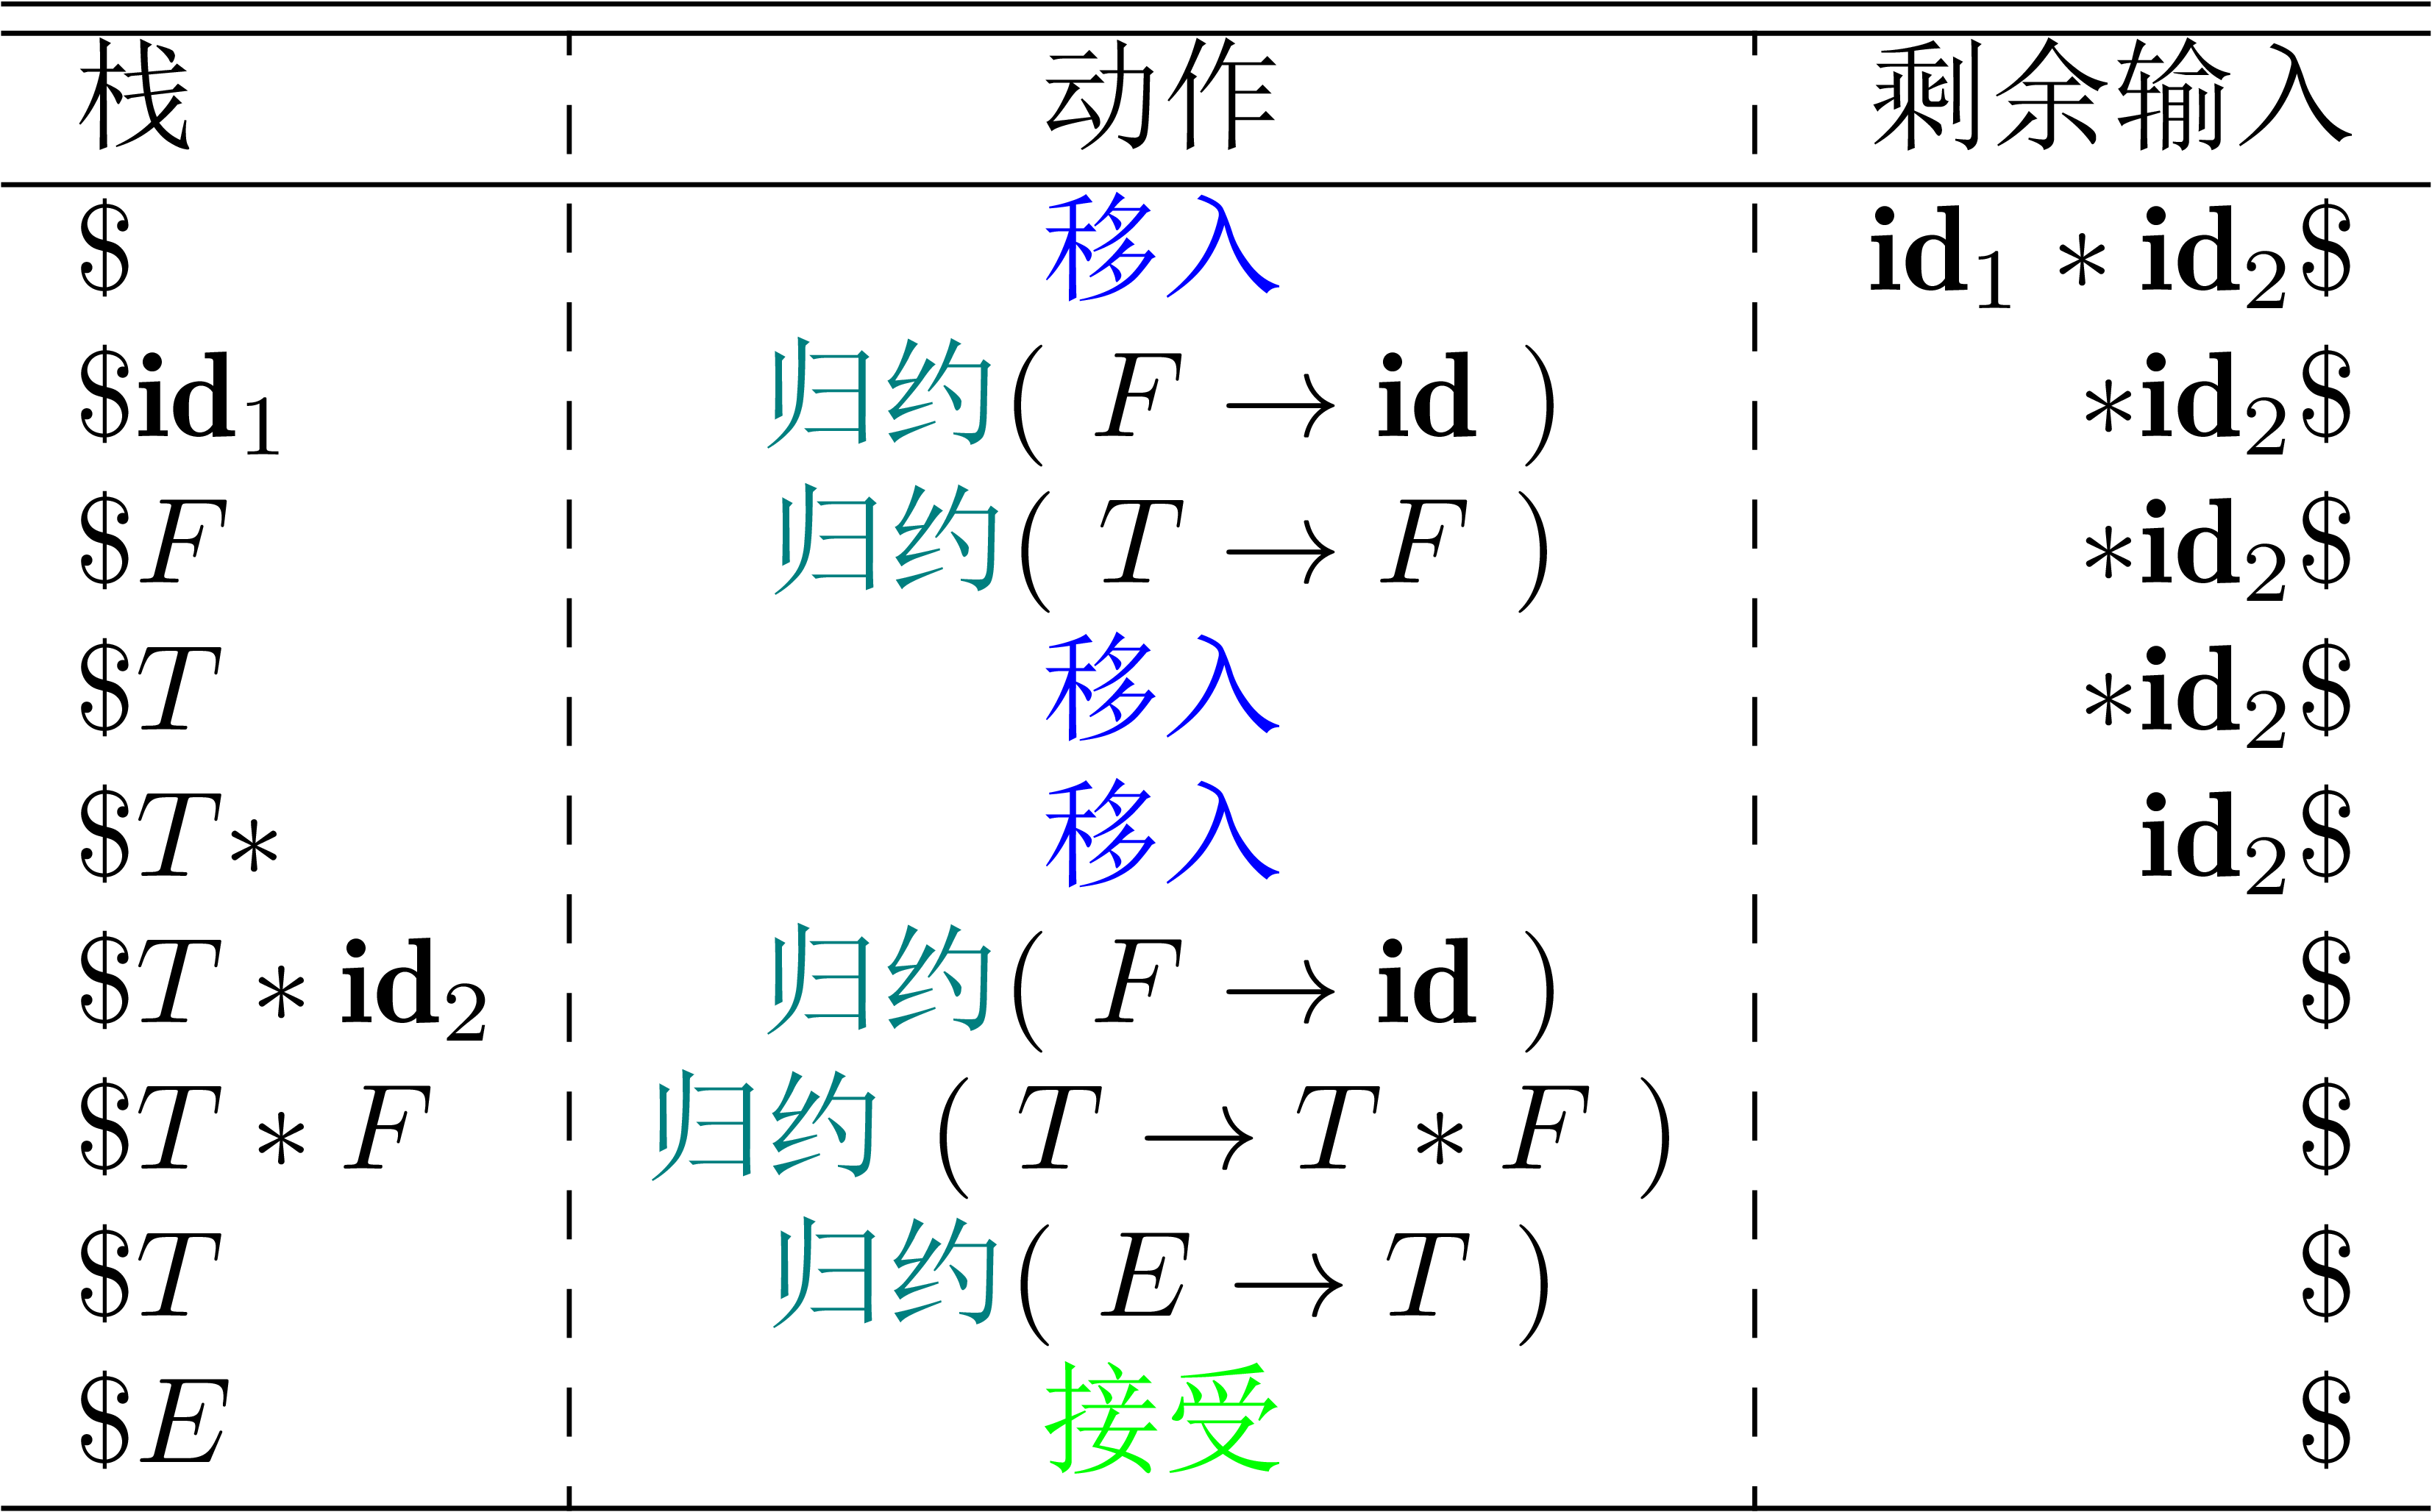 栈 动作 剩余输入
$ 移入 id₁ * id₂$
$id₁ 归约( F → id ) *id₂$
$F 归约( T → F ) *id₂$
$T 移入 *id₂$
$T* 移入 id₂$
$T * id₂ 归约( F → id ) $
$T * F 归约 ( T → T * F ) $
$T 归约( E → T ) $
$E 接受 $